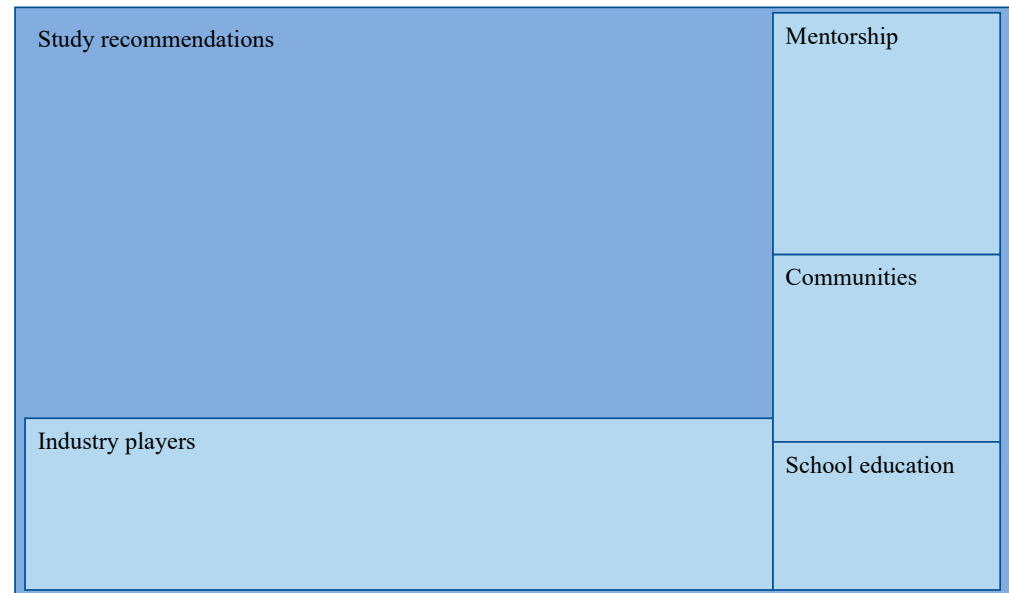 Study recommendations
Mentorship
Communities
Industry players
School education